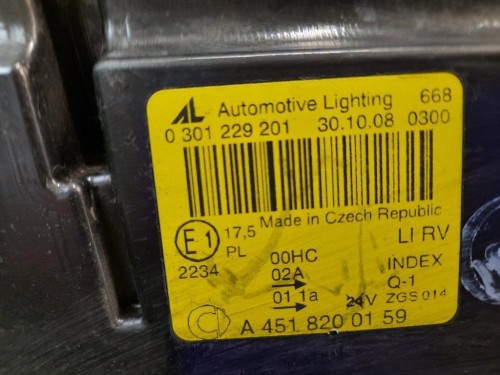 AL Automotive Lighting 668
0 301 229 201 30.10.08 0300
Made in Czech Republic
E1 17,5 LI RV
PL
2234 00HC INDEX
02A Q-1
01 1a 24V ZGS 014
A 451 820 01 59